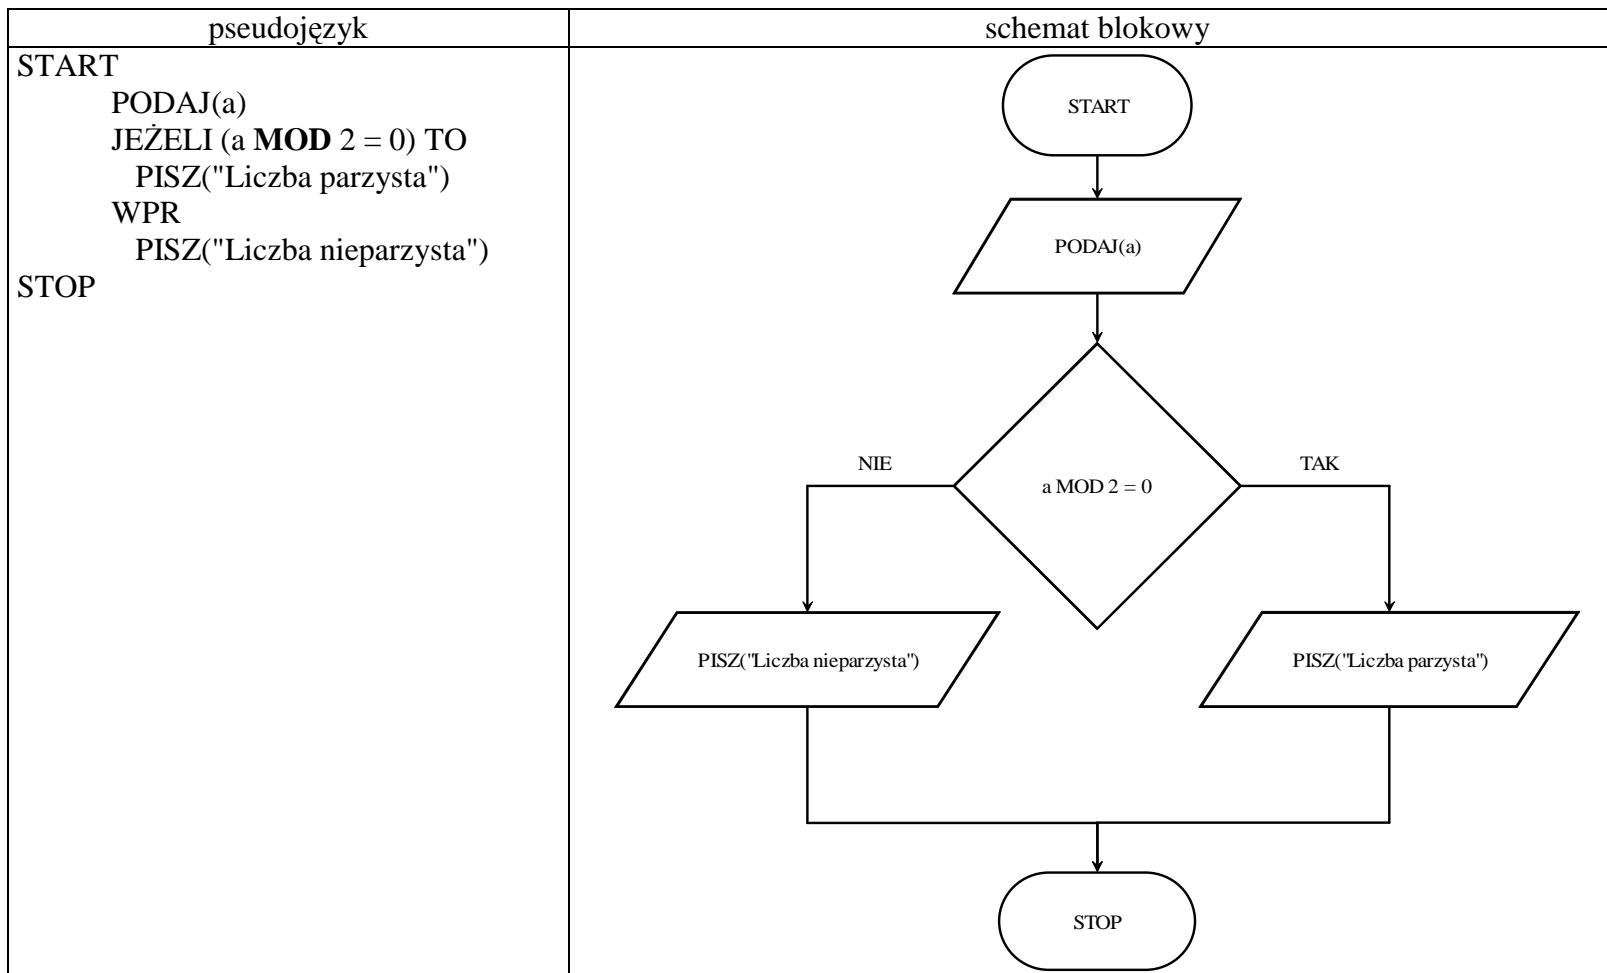 pseudojęzyk
schemat blokowy
START
PODAJ(a)
JEŻELI (a MOD 2 = 0) TO
PISZ("Liczba parzysta")
WPR
PISZ("Liczba nieparzysta")
STOP
START
PODAJ(a)
NIE
TAK
a MOD 2 = 0
PISZ("Liczba nieparzysta")
PISZ("Liczba parzysta")
STOP